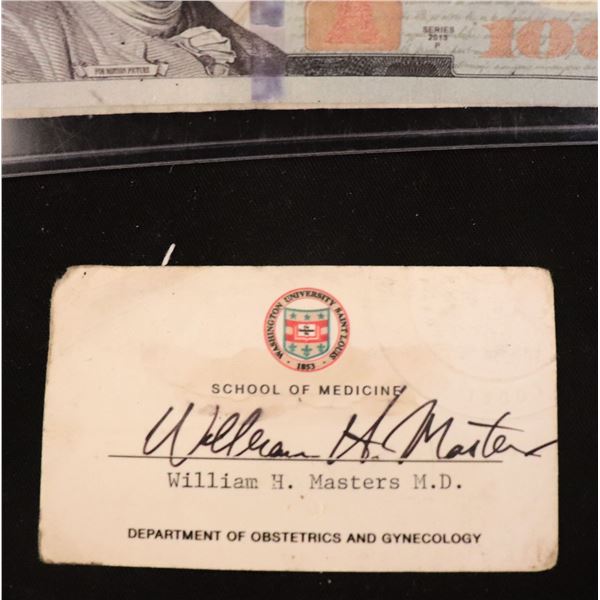 FOR MOTION PICTURES
SERIES
2013
P
100
WASHINGTON UNIVERSITY SAINT LOUIS
1853
SCHOOL OF MEDICINE
William H. Masters
William H. Masters M.D.
DEPARTMENT OF OBSTETRICS AND GYNECOLOGY